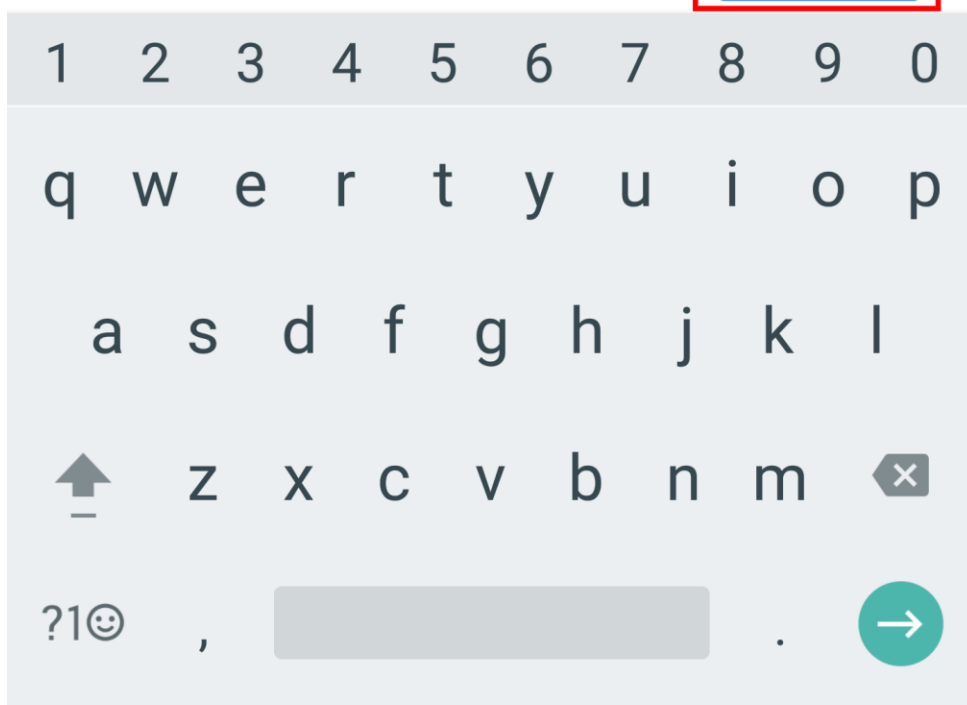 1 2 3 4 5 6 7 8 9 0
q w e r t y u i o p
a s d f g h j k l
z x c v b n m
?1☺ , .